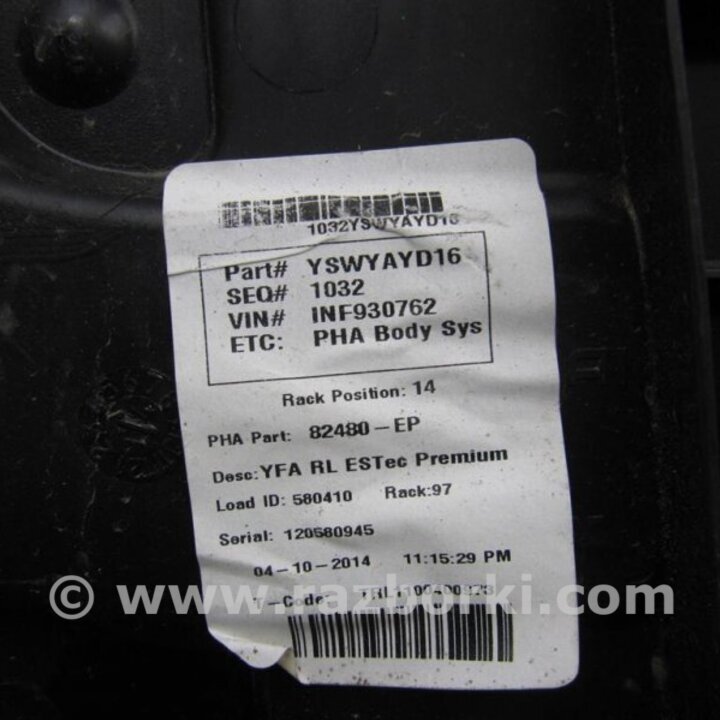 1032YSWYAYD16
Part# YSWYAYD16
SEQ# 1032
VIN# INF930762
ETC: PHA Body Sys
Rack Position: 14
PHA Part: 82480-EP
Desc: YFA RL ESTec Premium
Load ID: 580410 Rack: 97
Serial: 120580945
04-10-2014 11:15:29 PM
© www.razborki.com